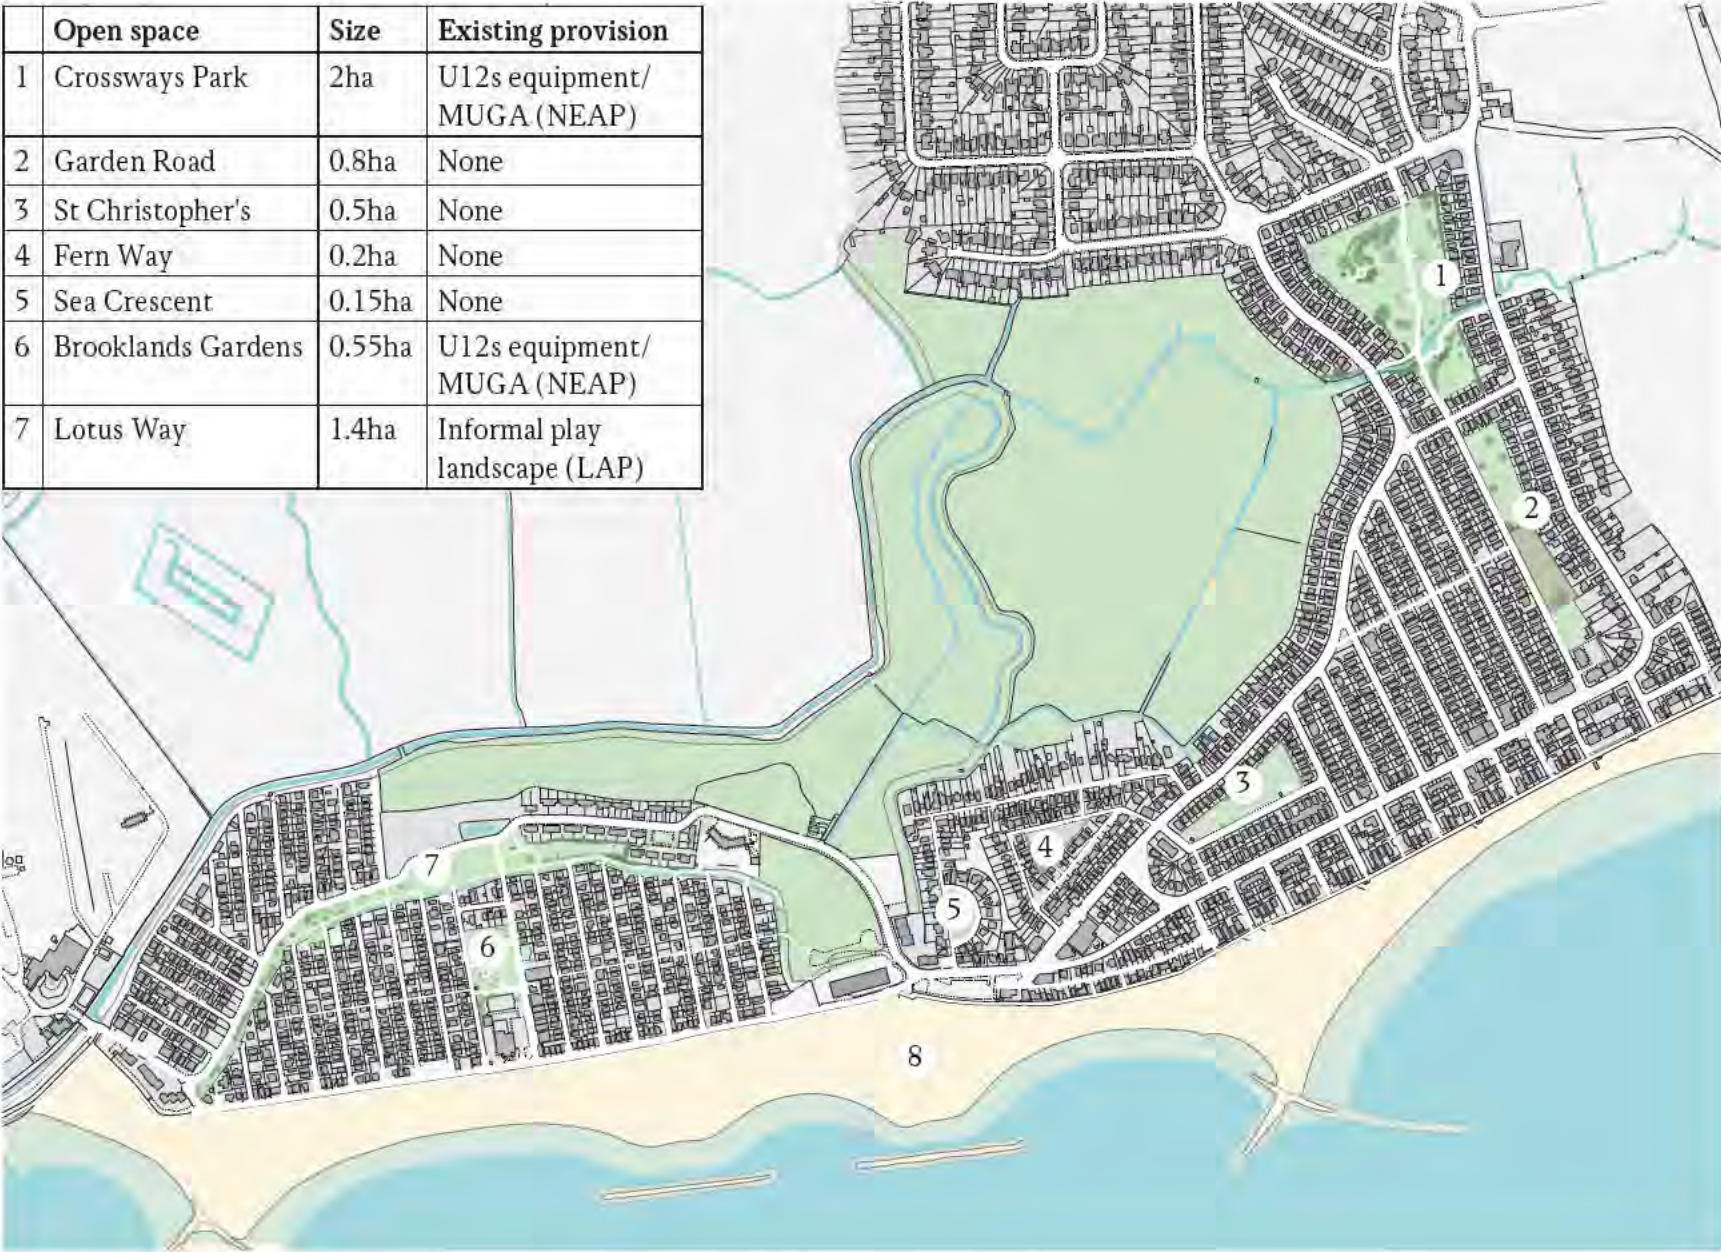 Open space Size Existing provision
1 Crossways Park 2ha U12s equipment/
MUGA (NEAP)
2 Garden Road 0.8ha None
3 St Christopher's 0.5ha None
4 Fern Way 0.2ha None
5 Sea Crescent 0.15ha None
6 Brooklands Gardens 0.55ha U12s equipment/
MUGA (NEAP)
7 Lotus Way 1.4ha Informal play
landscape (LAP)
1
2
3
4
5
6
7
8